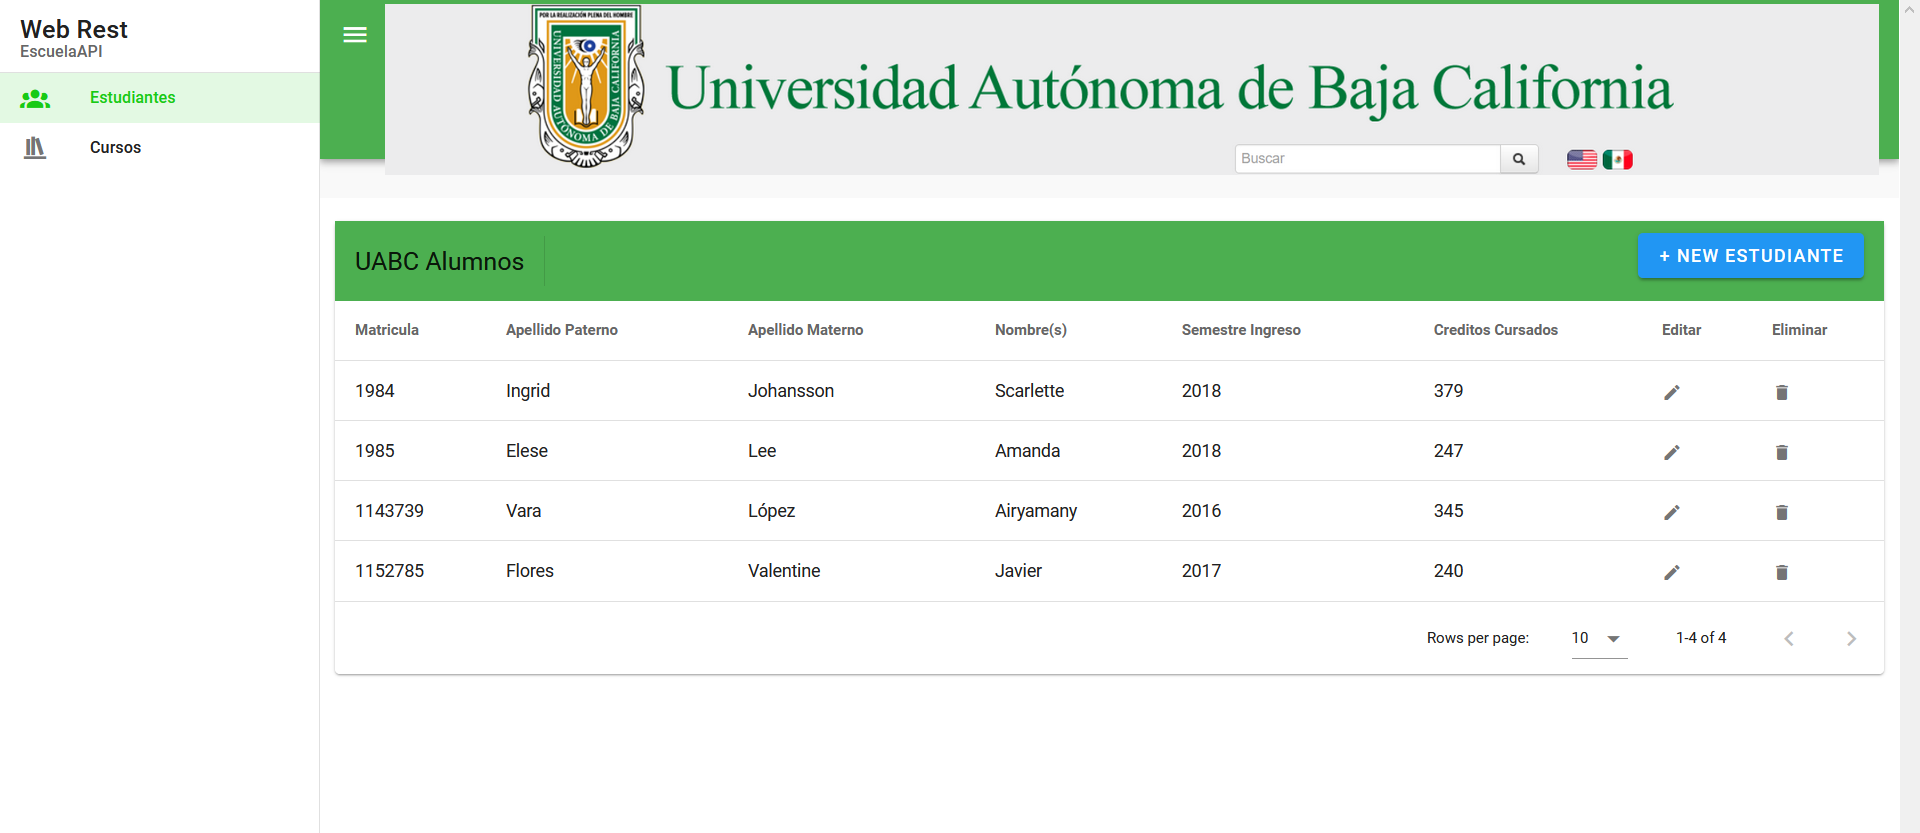 Web Rest
EscuelaAPI
Estudiantes
Cursos
POR LA REALIZACIÓN PLENA DEL HOMBRE
UNIVERSIDAD AUTÓNOMA DE BAJA CALIFORNIA
Universidad Autónoma de Baja California
Buscar
UABC Alumnos
+ NEW ESTUDIANTE
Matricula Apellido Paterno Apellido Materno Nombre(s) Semestre Ingreso Creditos Cursados Editar Eliminar
1984 Ingrid Johansson Scarlette 2018 379
1985 Elese Lee Amanda 2018 247
1143739 Vara López Airyamany 2016 345
1152785 Flores Valentine Javier 2017 240
Rows per page: 10 1-4 of 4